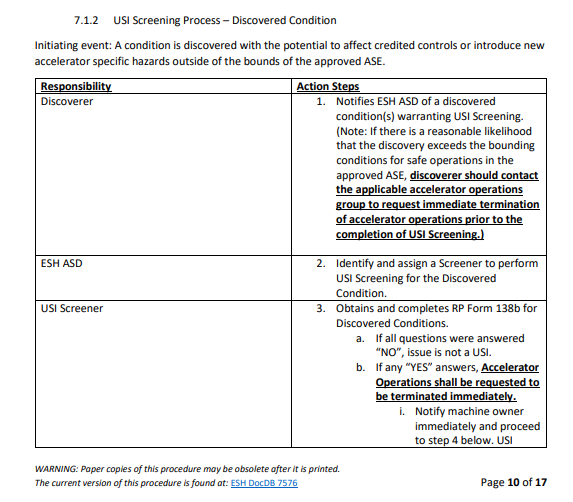 7.1.2 USI Screening Process – Discovered Condition
Initiating event: A condition is discovered with the potential to affect credited controls or introduce new
accelerator specific hazards outside of the bounds of the approved ASE.
Responsibility
Action Steps
Discoverer
1. Notifies ESH ASD of a discovered
condition(s) warranting USI Screening.
(Note: If there is a reasonable likelihood
that the discovery exceeds the bounding
conditions for safe operations in the
approved ASE, discoverer should contact
the applicable accelerator operations
group to request immediate termination
of accelerator operations prior to the
completion of USI Screening.)
ESH ASD
2. Identify and assign a Screener to perform
USI Screening for the Discovered
Condition.
USI Screener
3. Obtains and completes RP Form 138b for
Discovered Conditions.
a. If all questions were answered
“NO”, issue is not a USI.
b. If any “YES” answers, Accelerator
Operations shall be requested to
be terminated immediately.
i. Notify machine owner
immediately and proceed
to step 4 below. USI
WARNING: Paper copies of this procedure may be obsolete after it is printed.
The current version of this procedure is found at: ESH DocDB 7576
Page 10 of 17